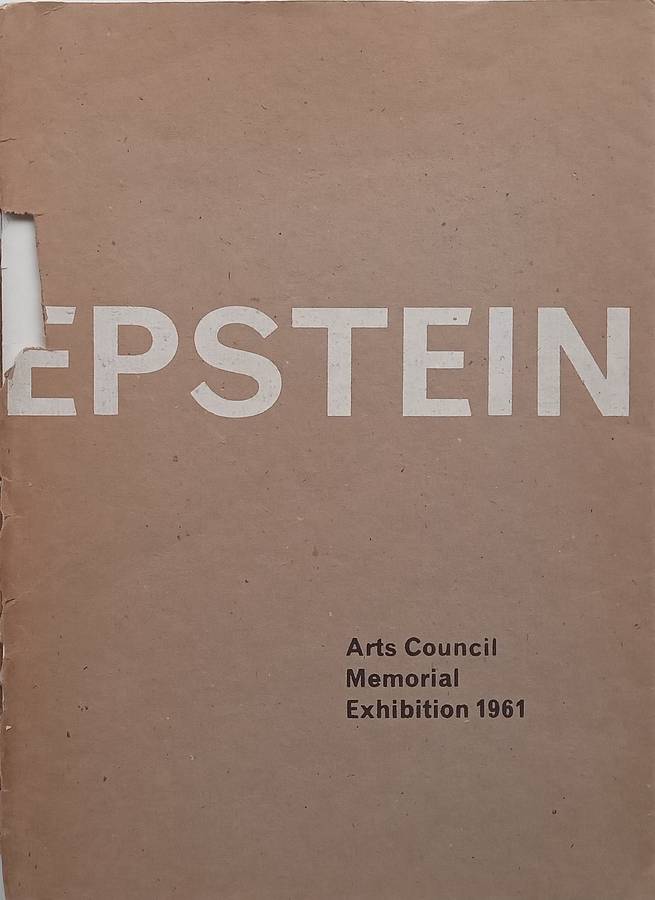 EPSTEIN
Arts Council
Memorial
Exhibition 1961